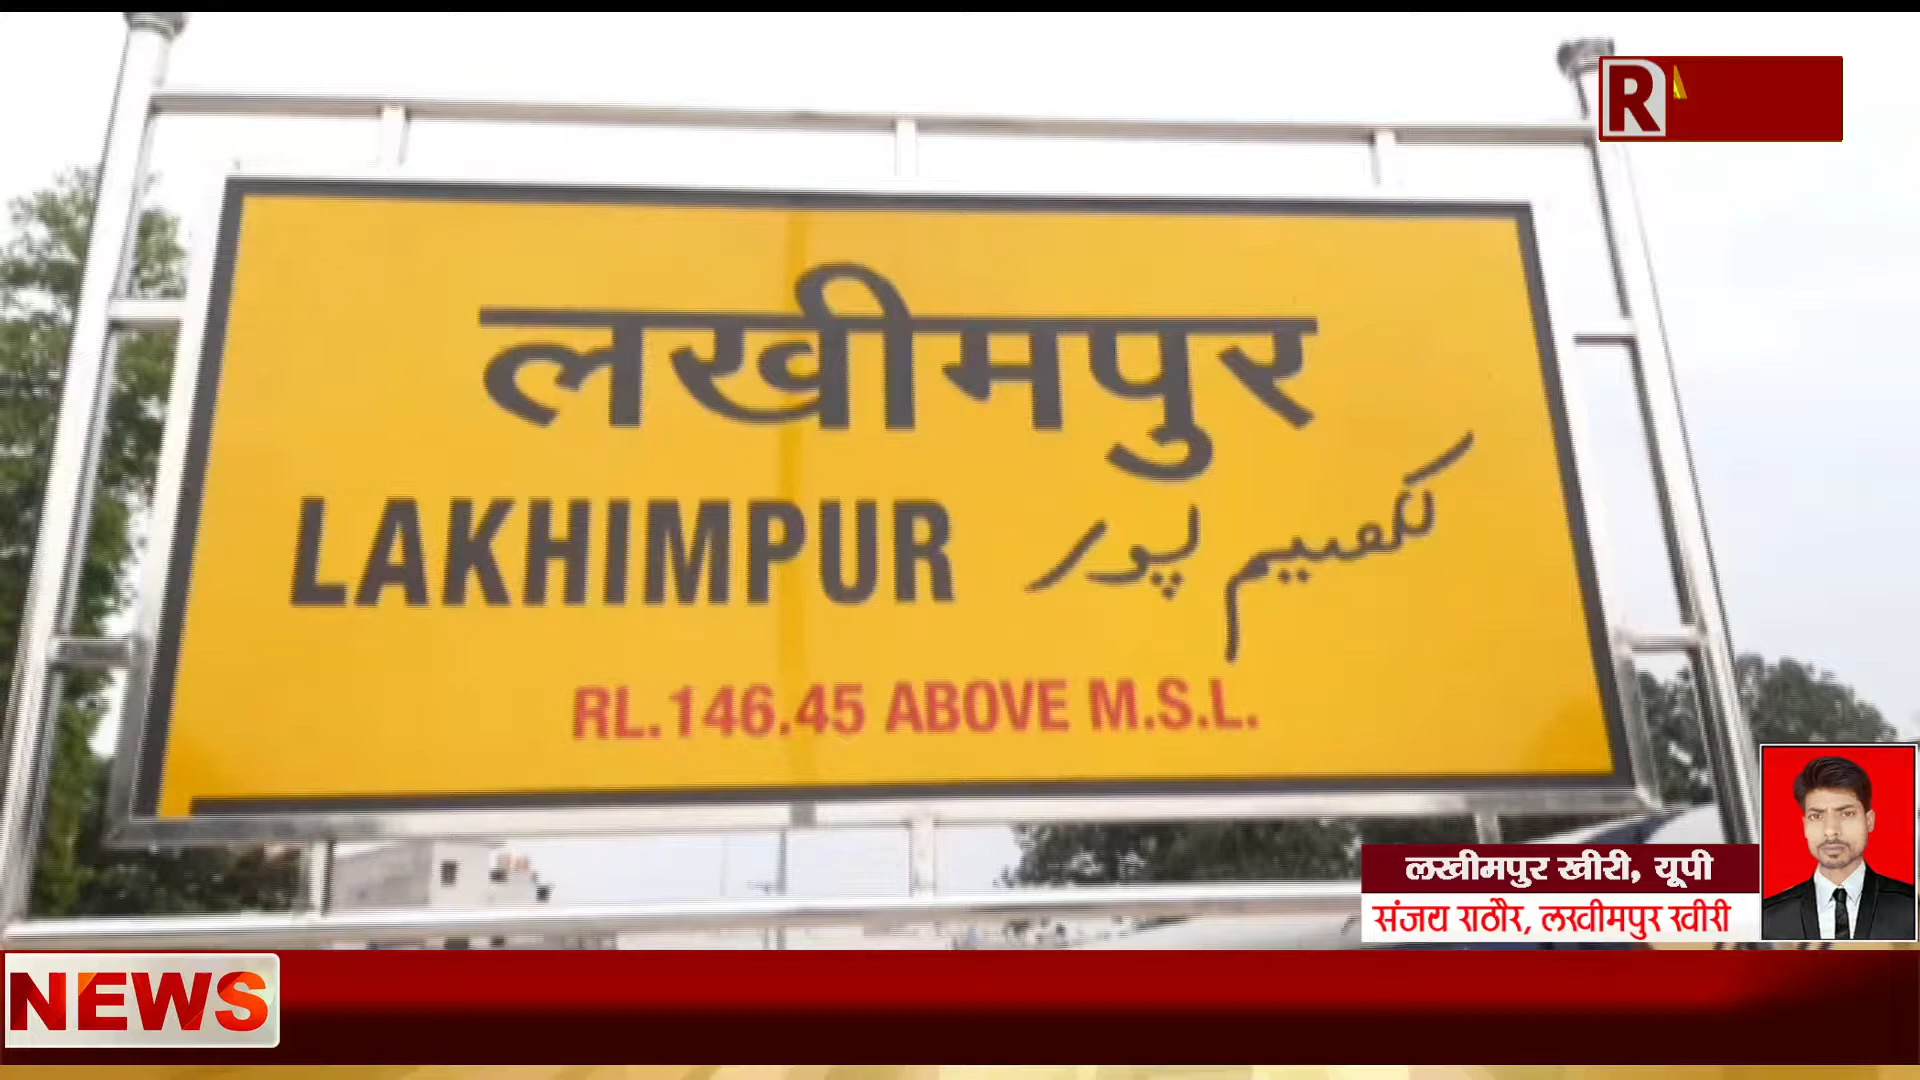 R
लखीमपुर
LAKHIMPUR لکھیم پور
RL.146.45 ABOVE M.S.L.
लखीमपुर खीरी, यूपी
संजय राठौर, लखीमपुर खीरी
NEWS